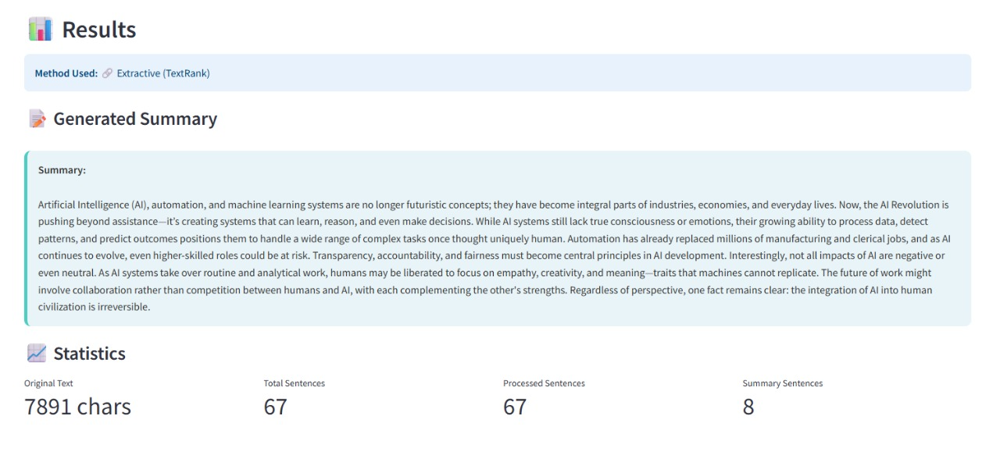 Results
Method Used: Extractive (TextRank)
Generated Summary
Summary:
Artificial Intelligence (AI), automation, and machine learning systems are no longer futuristic concepts; they have become integral parts of industries, economies, and everyday lives. Now, the AI Revolution is
pushing beyond assistance—it's creating systems that can learn, reason, and even make decisions. While AI systems still lack true consciousness or emotions, their growing ability to process data, detect
patterns, and predict outcomes positions them to handle a wide range of complex tasks once thought uniquely human. Automation has already replaced millions of manufacturing and clerical jobs, and as AI
continues to evolve, even higher-skilled roles could be at risk. Transparency, accountability, and fairness must become central principles in AI development. Interestingly, not all impacts of AI are negative or
even neutral. As AI systems take over routine and analytical work, humans may be liberated to focus on empathy, creativity, and meaning—traits that machines cannot replicate. The future of work might
involve collaboration rather than competition between humans and AI, with each complementing the other's strengths. Regardless of perspective, one fact remains clear: the integration of AI into human
civilization is irreversible.
Statistics
Original Text Total Sentences Processed Sentences Summary Sentences
7891 chars 67 67 8